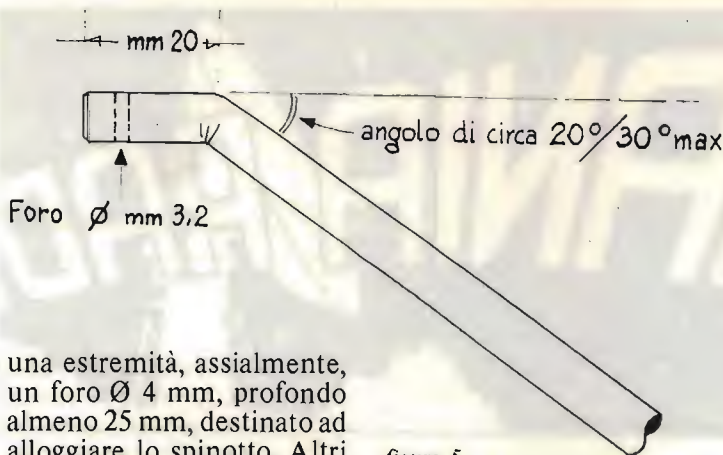 mm 20
angolo di circa 20°/30° max
Foro Ø mm 3,2
una estremità, assialmente,
un foro Ø 4 mm, profondo
almeno 25 mm, destinato ad
alloggiare lo spinotto. Altri